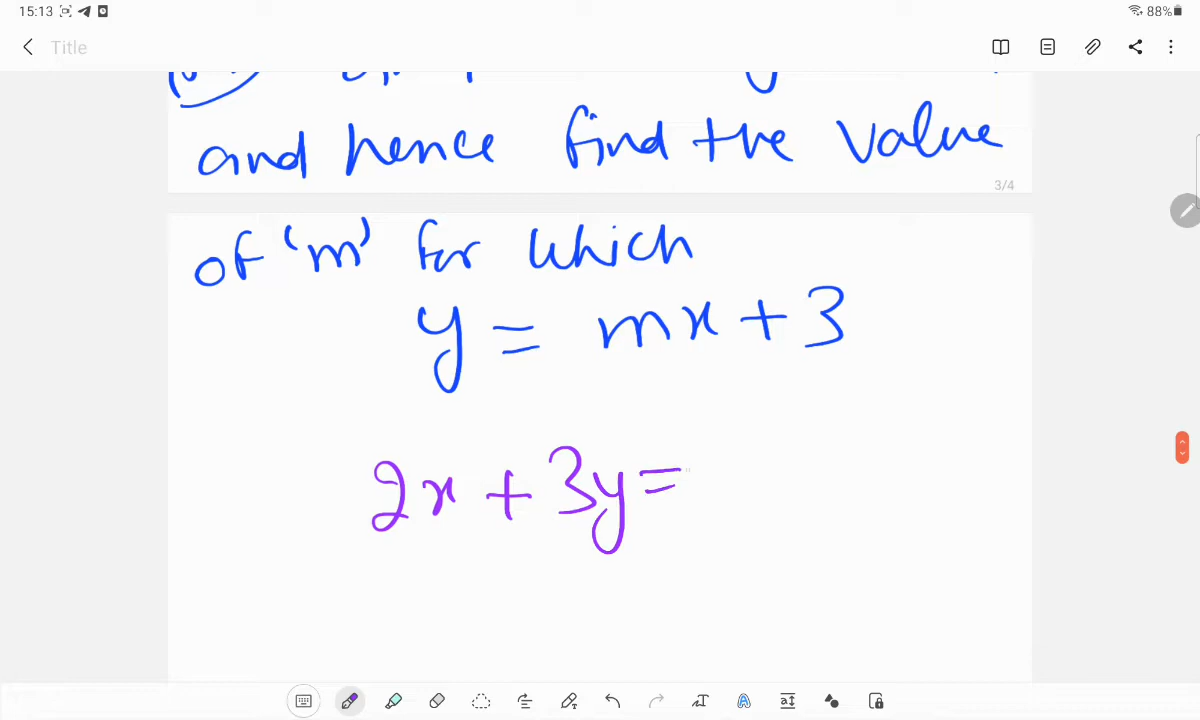 15:13 88%
Title
and hence find the value
3/4
of 'm' for which
y = mx + 3
2x + 3y =